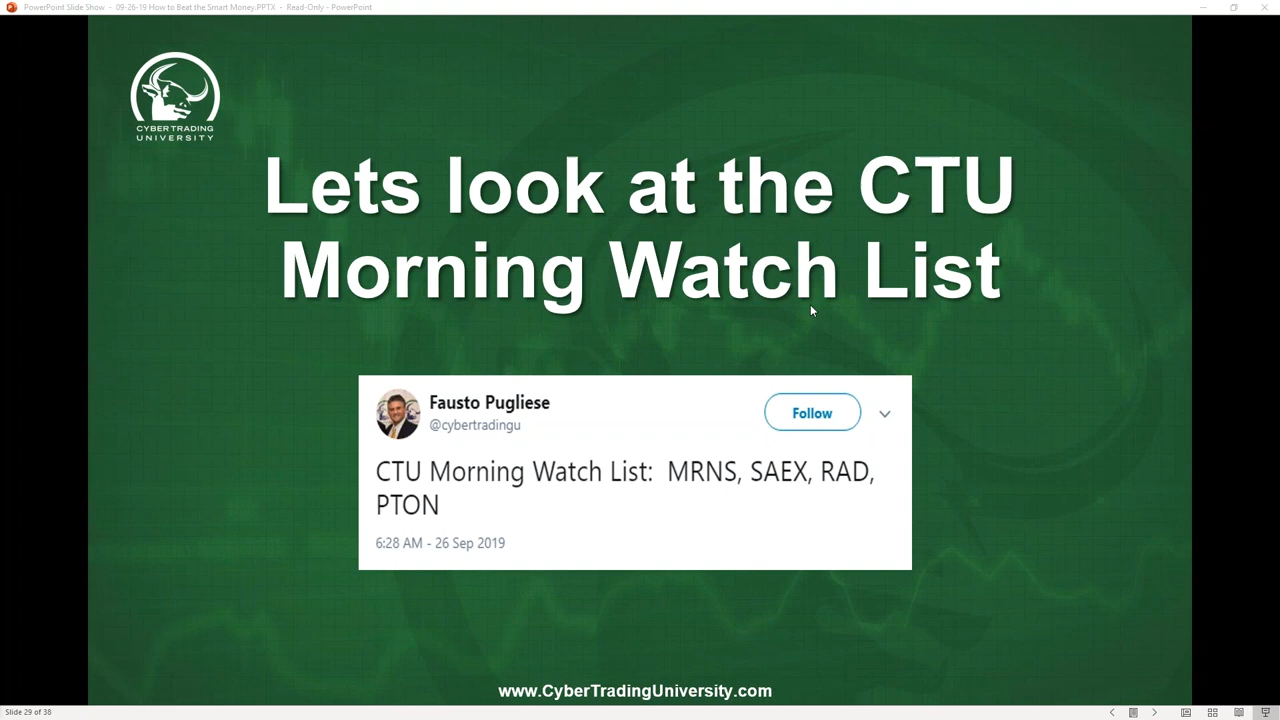 PowerPoint Slide Show - 09-26-19 How to Beat the Smart Money.PPTX - Read-Only - PowerPoint
CYBERTRADING
UNIVERSITY
Lets look at the CTU
Morning Watch List
Fausto Pugliese
@cybertradingu
Follow
CTU Morning Watch List:  MRNS, SAEX, RAD,
PTON
6:28 AM - 26 Sep 2019
www.CyberTradingUniversity.com
Slide 29 of 38